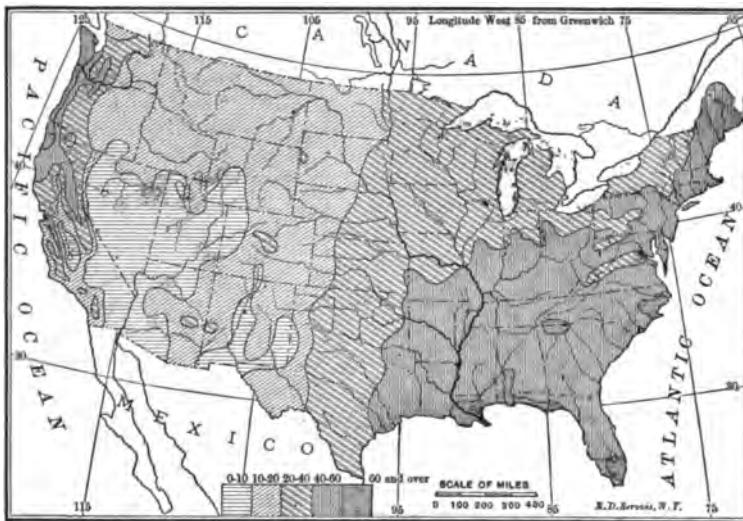 125 115 105 95 Longitude West 85 from Greenwich 75
C A N A D A
PACIFIC OCEAN
40
ATLANTIC OCEAN
30
30
MEXICO
0-10 10-20 20-40 40-60 60 and over
SCALE OF MILES
0 100 200 300 400
115 95 85 75
M.D.Servoss, N.Y.